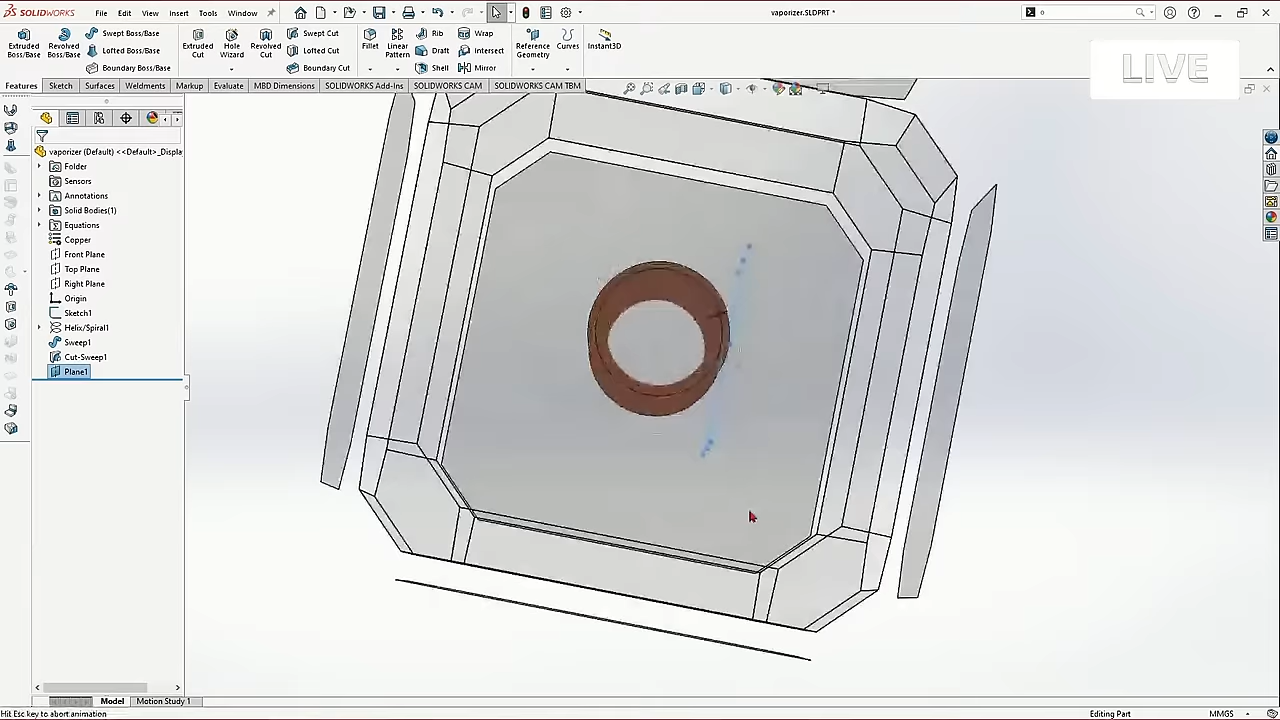 SOLIDWORKS File Edit View Insert Tools Window vaporizer.SLDPRT * o
Extruded Boss/Base Revolved Boss/Base Swept Boss/Base Lofted Boss/Base Boundary Boss/Base Extruded Cut Hole Wizard Revolved Cut Swept Cut Lofted Cut Boundary Cut Fillet Linear Pattern Rib Draft Shell Wrap Intersect Mirror Reference Geometry Curves Instant3D
LIVE
Features Sketch Surfaces Weldments Markup Evaluate MBD Dimensions SOLIDWORKS Add-Ins SOLIDWORKS CAM SOLIDWORKS CAM TBM
vaporizer (Default) <<Default>_Displa
Folder
Sensors
Annotations
Solid Bodies(1)
Equations
Copper
Front Plane
Top Plane
Right Plane
Origin
Sketch1
Helix/Spiral1
Sweep1
Cut-Sweep1
Plane1
Model Motion Study 1
Hit Esc key to abort animation Editing Part MMGS